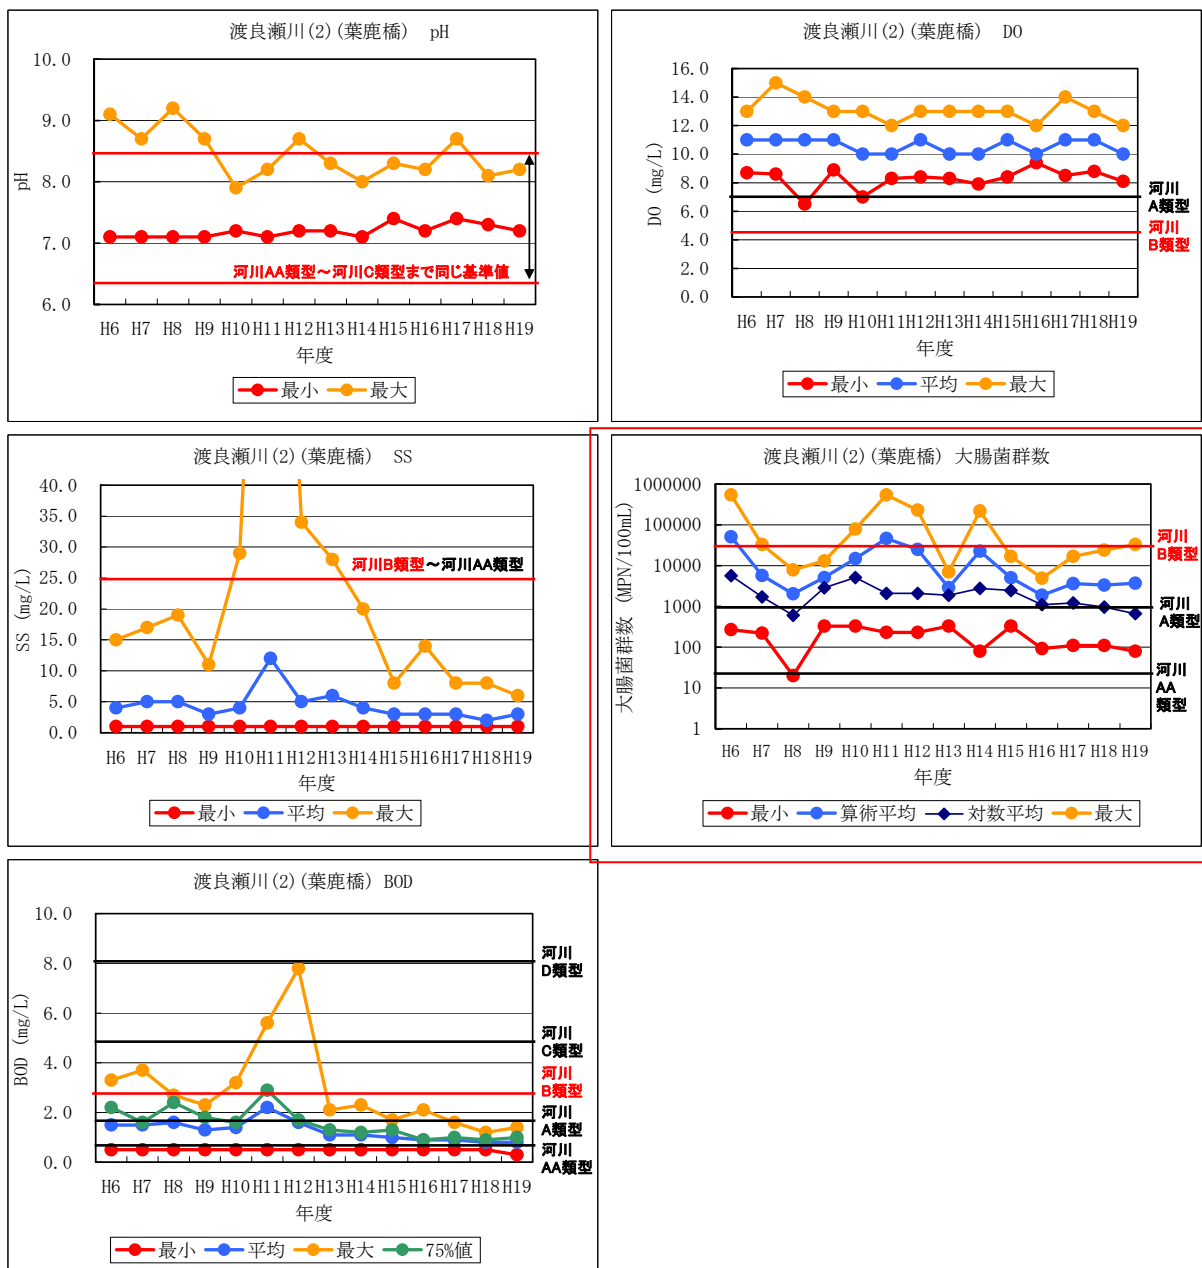 渡良瀬川(2)(葉鹿橋) pH
10.0
9.0
8.0
7.0
6.0
pH
河川AA類型～河川C類型まで同じ基準値
H6 H7 H8 H9 H10 H11 H12 H13 H14 H15 H16 H17 H18 H19
年度
最小 最大
渡良瀬川(2)(葉鹿橋) DO
16.0
14.0
12.0
10.0
8.0
6.0
4.0
2.0
0.0
DO (mg/L)
河川
A類型
河川
B類型
H6 H7 H8 H9 H10 H11 H12 H13 H14 H15 H16 H17 H18 H19
年度
最小 平均 最大
渡良瀬川(2)(葉鹿橋) SS
40.0
35.0
30.0
25.0
20.0
15.0
10.0
5.0
0.0
SS (mg/L)
河川B類型～河川AA類型
H6 H7 H8 H9 H10 H11 H12 H13 H14 H15 H16 H17 H18 H19
年度
最小 平均 最大
渡良瀬川(2)(葉鹿橋) 大腸菌群数
1000000
100000
10000
1000
100
10
1
大腸菌群数 (MPN/100mL)
河川
B類型
河川
A類型
河川
AA
類型
H6 H7 H8 H9 H10 H11 H12 H13 H14 H15 H16 H17 H18 H19
年度
最小 算術平均 対数平均 最大
渡良瀬川(2)(葉鹿橋) BOD
10.0
8.0
6.0
4.0
2.0
0.0
BOD (mg/L)
河川
D類型
河川
C類型
河川
B類型
河川
A類型
河川
AA類型
H6 H7 H8 H9 H10 H11 H12 H13 H14 H15 H16 H17 H18 H19
年度
最小 平均 最大 75%値